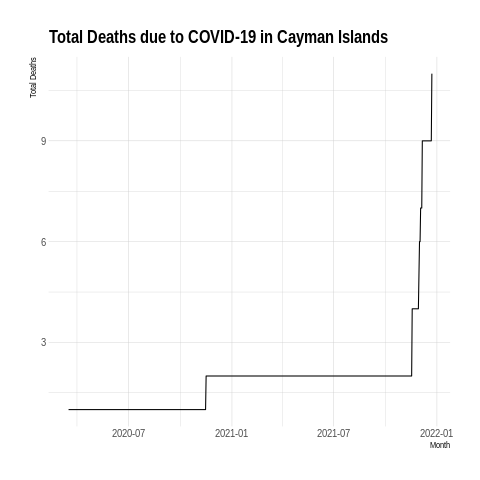 Total Deaths due to COVID-19 in Cayman Islands
Total Deaths
9
6
3
2020-07 2021-01 2021-07 2022-01
Month